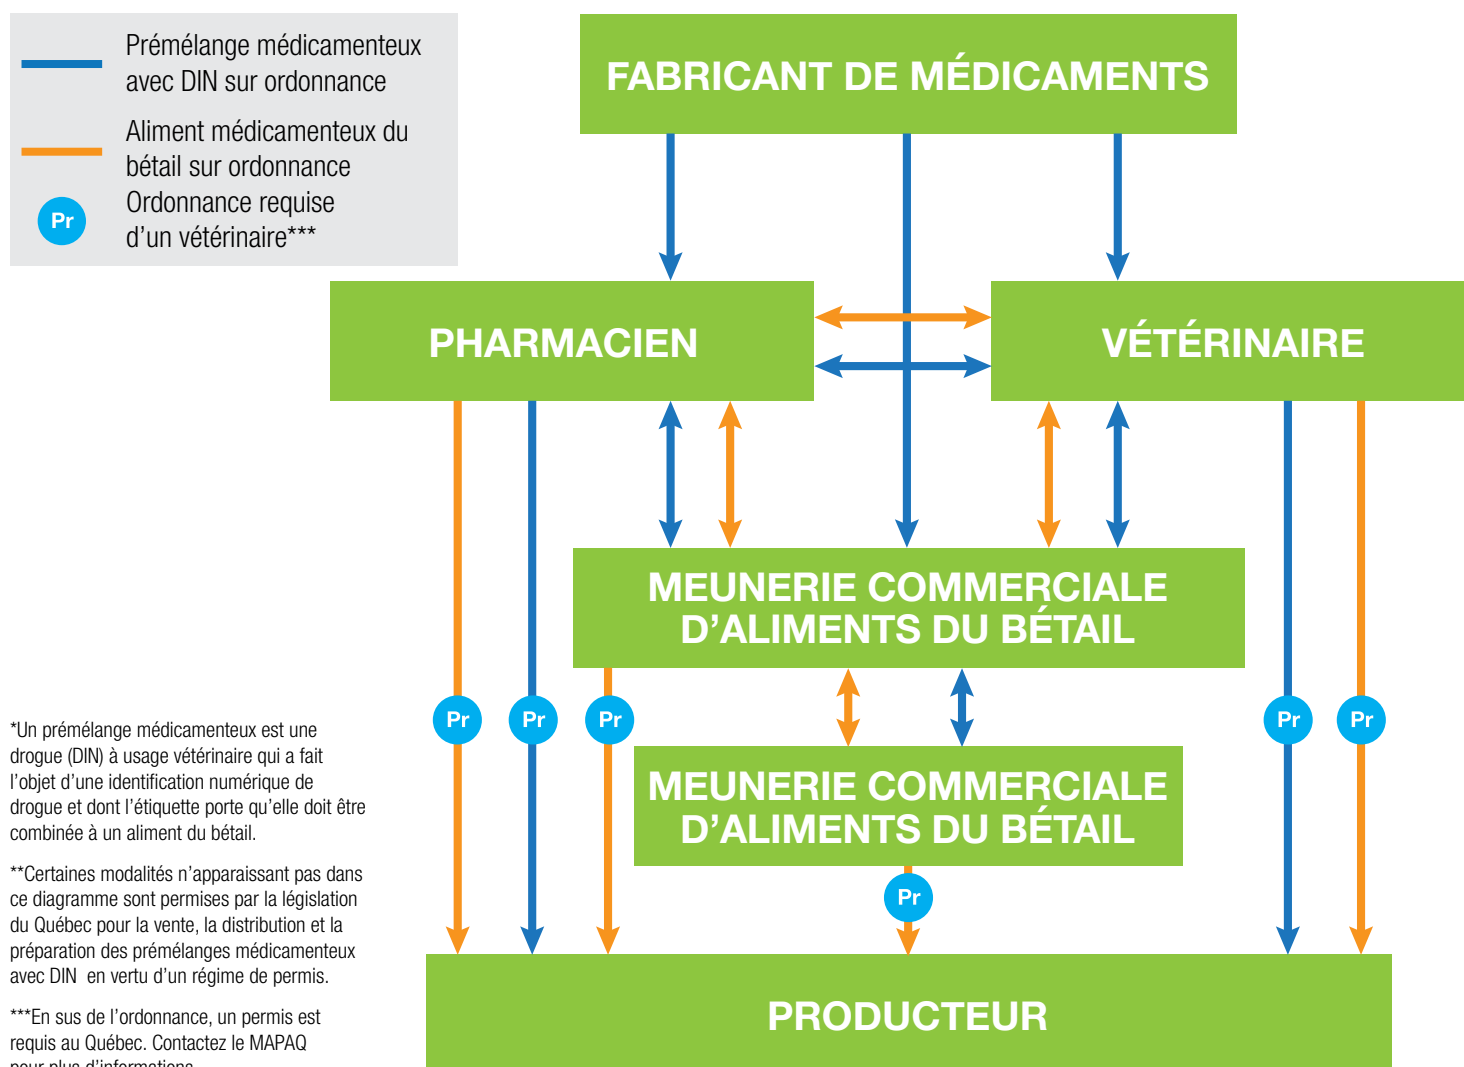 Prémélange médicamenteux
avec DIN sur ordonnance
Aliment médicamenteux du
bétail sur ordonnance
Pr
Ordonnance requise
d’un vétérinaire***
FABRICANT DE MÉDICAMENTS
PHARMACIEN
VÉTÉRINAIRE
MEUNERIE COMMERCIALE
D’ALIMENTS DU BÉTAIL
Pr
Pr
Pr
Pr
Pr
MEUNERIE COMMERCIALE
D’ALIMENTS DU BÉTAIL
Pr
PRODUCTEUR
*Un prémélange médicamenteux est une
drogue (DIN) à usage vétérinaire qui a fait
l’objet d’une identification numérique de
drogue et dont l’étiquette porte qu’elle doit être
combinée à un aliment du bétail.
**Certaines modalités n’apparaissant pas dans
ce diagramme sont permises par la législation
du Québec pour la vente, la distribution et la
préparation des prémélanges médicamenteux
avec DIN en vertu d’un régime de permis.
***En sus de l’ordonnance, un permis est
requis au Québec. Contactez le MAPAQ
pour plus d’informations